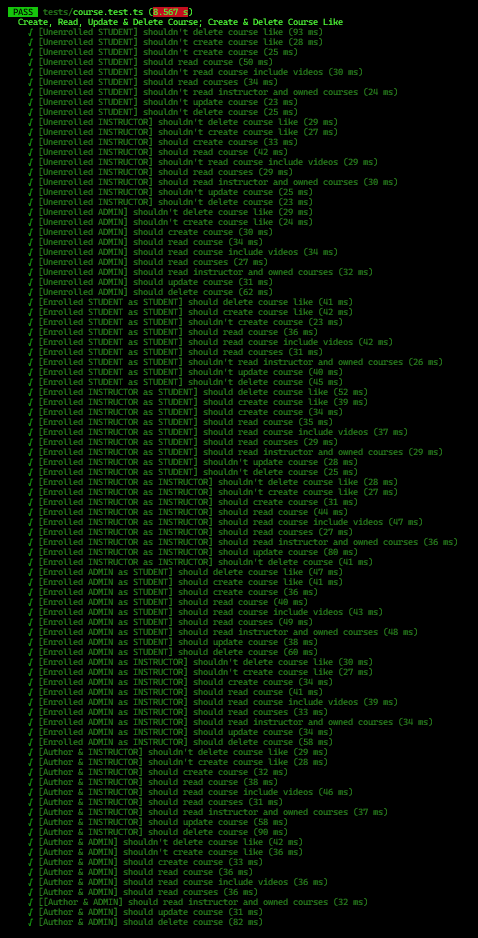 PASS tests/course.test.ts (8.567 s)
Create, Read, Update & Delete Course; Create & Delete Course Like
√ [Unenrolled STUDENT] shouldn't delete course like (93 ms)
√ [Unenrolled STUDENT] shouldn't create course like (28 ms)
√ [Unenrolled STUDENT] shouldn't create course (25 ms)
√ [Unenrolled STUDENT] should read course (50 ms)
√ [Unenrolled STUDENT] shouldn't read course include videos (30 ms)
√ [Unenrolled STUDENT] should read courses (34 ms)
√ [Unenrolled STUDENT] shouldn't read instructor and owned courses (24 ms)
√ [Unenrolled STUDENT] shouldn't update course (23 ms)
√ [Unenrolled STUDENT] shouldn't delete course (25 ms)
√ [Unenrolled INSTRUCTOR] shouldn't delete course like (29 ms)
√ [Unenrolled INSTRUCTOR] shouldn't create course like (27 ms)
√ [Unenrolled INSTRUCTOR] should create course (33 ms)
√ [Unenrolled INSTRUCTOR] should read course (42 ms)
√ [Unenrolled INSTRUCTOR] shouldn't read course include videos (29 ms)
√ [Unenrolled INSTRUCTOR] should read courses (29 ms)
√ [Unenrolled INSTRUCTOR] should read instructor and owned courses (30 ms)
√ [Unenrolled INSTRUCTOR] shouldn't update course (25 ms)
√ [Unenrolled INSTRUCTOR] shouldn't delete course (23 ms)
√ [Unenrolled ADMIN] shouldn't delete course like (29 ms)
√ [Unenrolled ADMIN] shouldn't create course like (24 ms)
√ [Unenrolled ADMIN] should create course (30 ms)
√ [Unenrolled ADMIN] should read course (34 ms)
√ [Unenrolled ADMIN] should read course include videos (34 ms)
√ [Unenrolled ADMIN] should read courses (27 ms)
√ [Unenrolled ADMIN] should read instructor and owned courses (32 ms)
√ [Unenrolled ADMIN] should update course (31 ms)
√ [Unenrolled ADMIN] should delete course (62 ms)
√ [Enrolled STUDENT as STUDENT] should delete course like (41 ms)
√ [Enrolled STUDENT as STUDENT] should create course like (42 ms)
√ [Enrolled STUDENT as STUDENT] shouldn't create course (23 ms)
√ [Enrolled STUDENT as STUDENT] should read course (36 ms)
√ [Enrolled STUDENT as STUDENT] should read course include videos (42 ms)
√ [Enrolled STUDENT as STUDENT] should read courses (31 ms)
√ [Enrolled STUDENT as STUDENT] shouldn't read instructor and owned courses (26 ms)
√ [Enrolled STUDENT as STUDENT] shouldn't update course (40 ms)
√ [Enrolled STUDENT as STUDENT] shouldn't delete course (45 ms)
√ [Enrolled INSTRUCTOR as STUDENT] should delete course like (52 ms)
√ [Enrolled INSTRUCTOR as STUDENT] should create course like (39 ms)
√ [Enrolled INSTRUCTOR as STUDENT] should create course (34 ms)
√ [Enrolled INSTRUCTOR as STUDENT] should read course (35 ms)
√ [Enrolled INSTRUCTOR as STUDENT] should read course include videos (37 ms)
√ [Enrolled INSTRUCTOR as STUDENT] should read courses (29 ms)
√ [Enrolled INSTRUCTOR as STUDENT] should read instructor and owned courses (29 ms)
√ [Enrolled INSTRUCTOR as STUDENT] shouldn't update course (28 ms)
√ [Enrolled INSTRUCTOR as STUDENT] shouldn't delete course (25 ms)
√ [Enrolled INSTRUCTOR as INSTRUCTOR] shouldn't delete course like (28 ms)
√ [Enrolled INSTRUCTOR as INSTRUCTOR] shouldn't create course like (27 ms)
√ [Enrolled INSTRUCTOR as INSTRUCTOR] should create course (31 ms)
√ [Enrolled INSTRUCTOR as INSTRUCTOR] should read course (44 ms)
√ [Enrolled INSTRUCTOR as INSTRUCTOR] should read course include videos (47 ms)
√ [Enrolled INSTRUCTOR as INSTRUCTOR] should read courses (27 ms)
√ [Enrolled INSTRUCTOR as INSTRUCTOR] should read instructor and owned courses (36 ms)
√ [Enrolled INSTRUCTOR as INSTRUCTOR] should update course (80 ms)
√ [Enrolled INSTRUCTOR as INSTRUCTOR] shouldn't delete course (41 ms)
√ [Enrolled ADMIN as STUDENT] should delete course like (47 ms)
√ [Enrolled ADMIN as STUDENT] should create course like (41 ms)
√ [Enrolled ADMIN as STUDENT] should create course (36 ms)
√ [Enrolled ADMIN as STUDENT] should read course (40 ms)
√ [Enrolled ADMIN as STUDENT] should read course include videos (43 ms)
√ [Enrolled ADMIN as STUDENT] should read courses (49 ms)
√ [Enrolled ADMIN as STUDENT] should read instructor and owned courses (48 ms)
√ [Enrolled ADMIN as STUDENT] should update course (38 ms)
√ [Enrolled ADMIN as STUDENT] should delete course (60 ms)
√ [Enrolled ADMIN as INSTRUCTOR] shouldn't delete course like (30 ms)
√ [Enrolled ADMIN as INSTRUCTOR] shouldn't create course like (27 ms)
√ [Enrolled ADMIN as INSTRUCTOR] should create course (34 ms)
√ [Enrolled ADMIN as INSTRUCTOR] should read course (41 ms)
√ [Enrolled ADMIN as INSTRUCTOR] should read course include videos (39 ms)
√ [Enrolled ADMIN as INSTRUCTOR] should read courses (33 ms)
√ [Enrolled ADMIN as INSTRUCTOR] should read instructor and owned courses (34 ms)
√ [Enrolled ADMIN as INSTRUCTOR] should update course (34 ms)
√ [Enrolled ADMIN as INSTRUCTOR] should delete course (58 ms)
√ [Author & INSTRUCTOR] shouldn't delete course like (29 ms)
√ [Author & INSTRUCTOR] shouldn't create course like (28 ms)
√ [Author & INSTRUCTOR] should create course (32 ms)
√ [Author & INSTRUCTOR] should read course (38 ms)
√ [Author & INSTRUCTOR] should read course include videos (46 ms)
√ [Author & INSTRUCTOR] should read courses (31 ms)
√ [Author & INSTRUCTOR] should read instructor and owned courses (37 ms)
√ [Author & INSTRUCTOR] should update course (58 ms)
√ [Author & INSTRUCTOR] should delete course (90 ms)
√ [Author & ADMIN] shouldn't delete course like (42 ms)
√ [Author & ADMIN] shouldn't create course like (36 ms)
√ [Author & ADMIN] should create course (33 ms)
√ [Author & ADMIN] should read course (36 ms)
√ [Author & ADMIN] should read course include videos (36 ms)
√ [Author & ADMIN] should read courses (36 ms)
√ [[Author & ADMIN] should read instructor and owned courses (32 ms)
√ [Author & ADMIN] should update course (31 ms)
√ [Author & ADMIN] should delete course (82 ms)